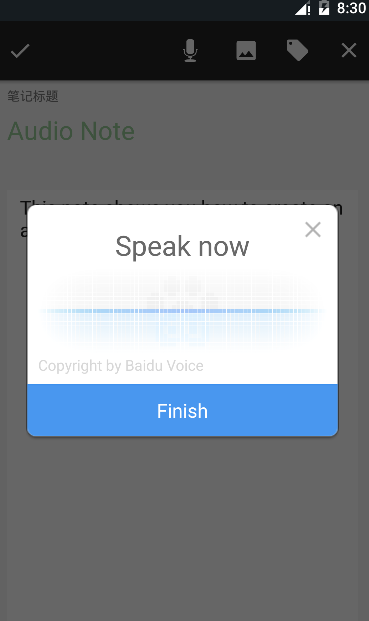 8:30
笔记标题
Audio Note
Speak now
Copyright by Baidu Voice
Finish